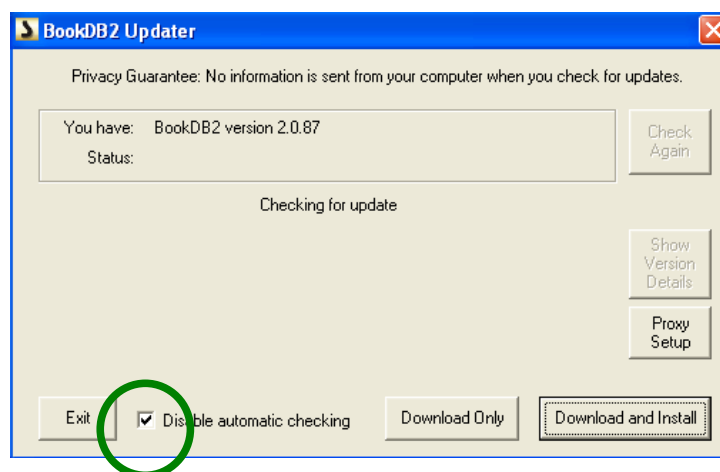 BookDB2 Updater
Privacy Guarantee: No information is sent from your computer when you check for updates.
You have: BookDB2 version 2.0.87
Status:
Check
Again
Checking for update
Show
Version
Details
Proxy
Setup
Exit
Disable automatic checking
Download Only
Download and Install